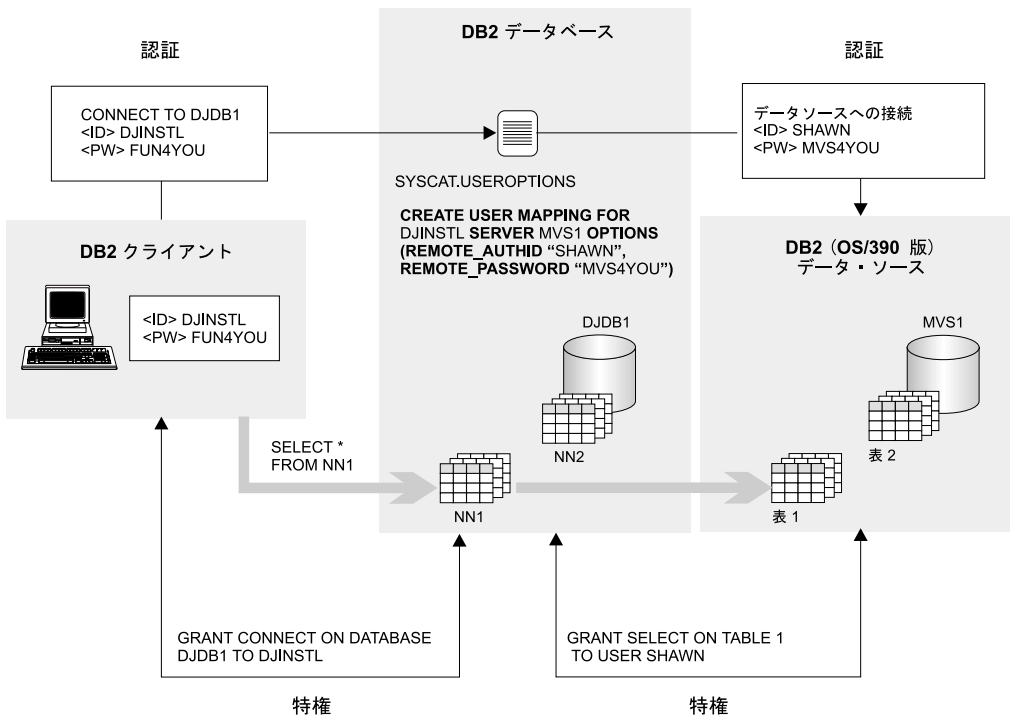 認証
DB2 データベース
認証
CONNECT TO DJDB1
<ID> DJINSTL
<PW> FUN4YOU
データソースへの接続
<ID> SHAWN
<PW> MVS4YOU
SYSCAT.USEROPTIONS
CREATE USER MAPPING FOR
DJINSTL SERVER MVS1 OPTIONS
(REMOTE_AUTHID “SHAWN”,
REMOTE_PASSWORD “MVS4YOU”)
DB2 クライアント
<ID> DJINSTL
<PW> FUN4YOU
DB2（OS/390 版）
データ・ソース
DJDB1
NN2
MVS1
表 2
SELECT *
FROM NN1
NN1
表 1
GRANT CONNECT ON DATABASE
DJDB1 TO DJINSTL
GRANT SELECT ON TABLE 1
TO USER SHAWN
特権
特権